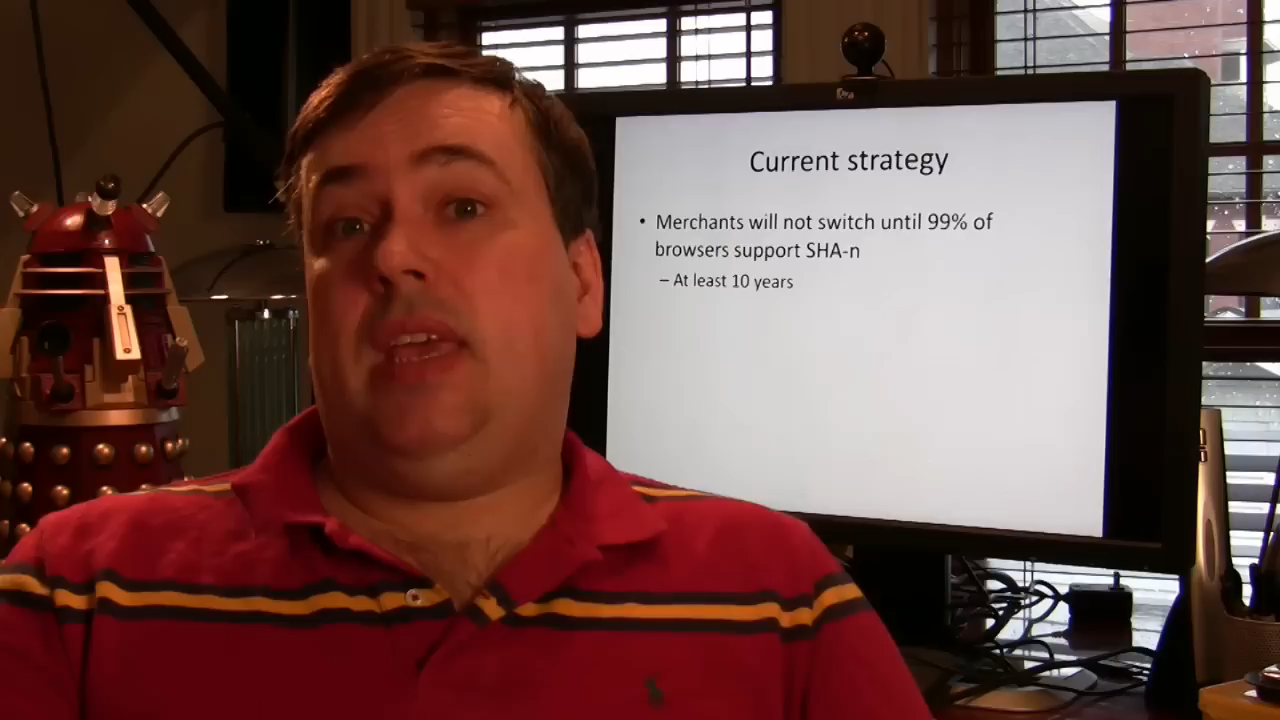 Current strategy
• Merchants will not switch until 99% of
browsers support SHA-n
– At least 10 years